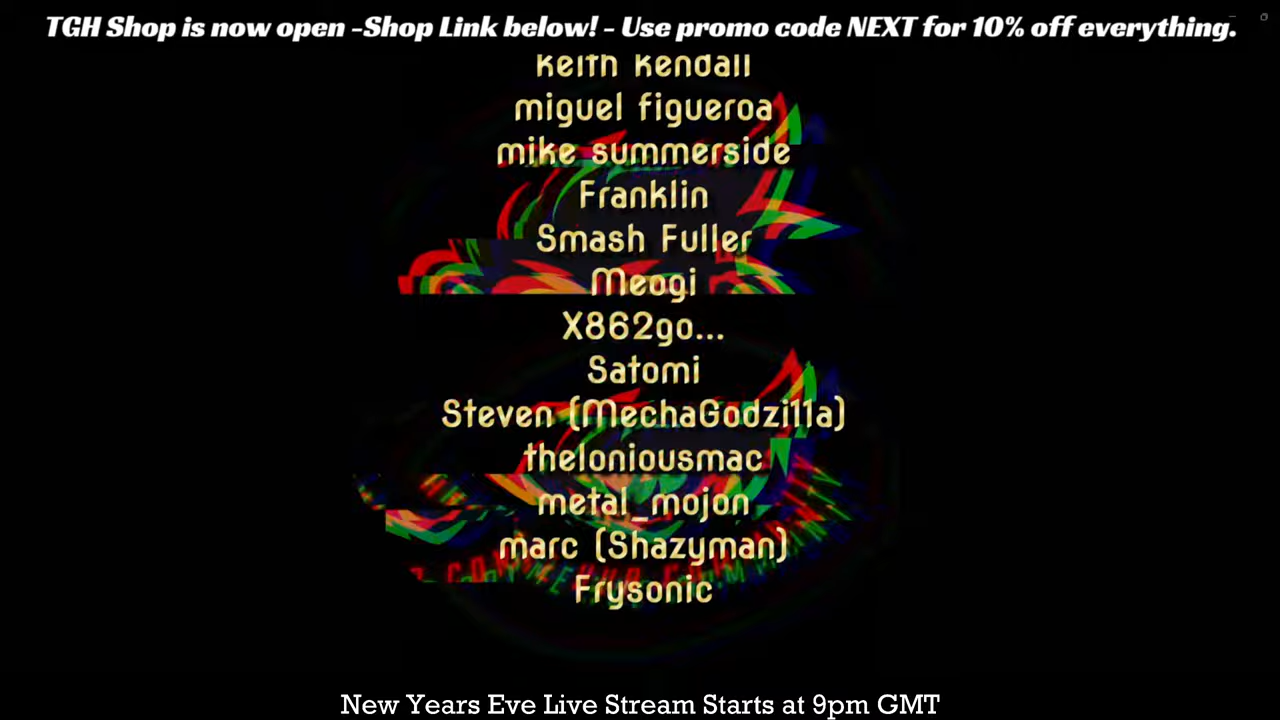 TGH Shop is now open -Shop Link below! - Use promo code NEXT for 10% off everything.
Keith Kendall
miguel figueroa
mike summerside
Franklin
Smash Fuller
Meogi
X862go...
Satomi
Steven (MechaGodzi11a)
theloniousmac
metal_mojon
marc (Shazyman)
Frysonic
New Years Eve Live Stream Starts at 9pm GMT